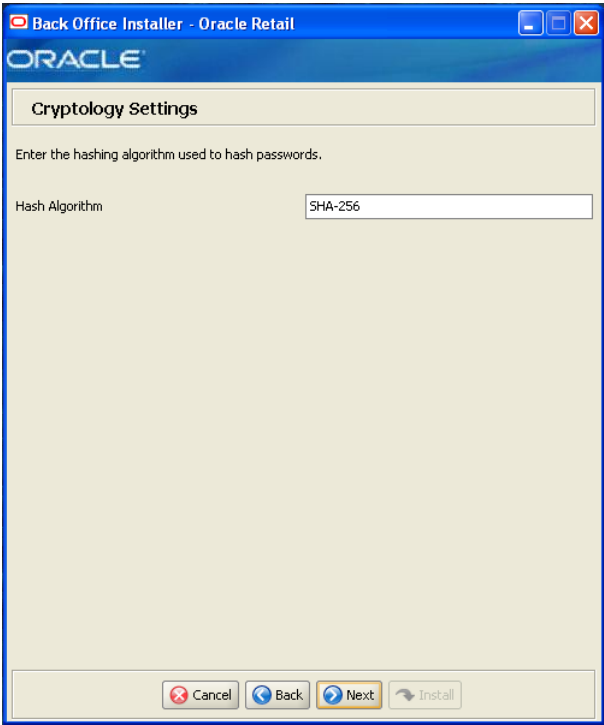 Back Office Installer - Oracle Retail
ORACLE
Cryptology Settings
Enter the hashing algorithm used to hash passwords.
Hash Algorithm SHA-256
Cancel Back Next Install